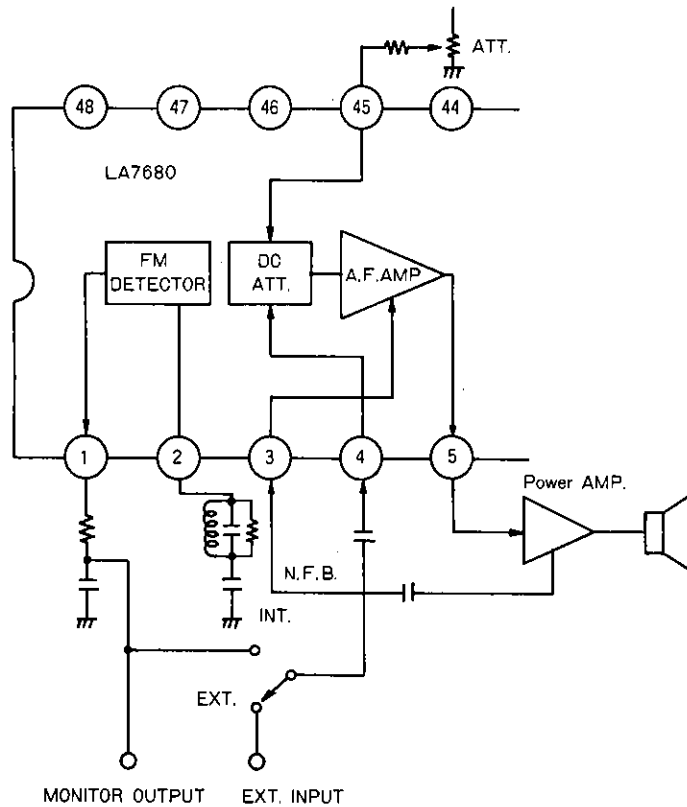 ATT.
48 47 46 45 44
LA7680
FM
DETECTOR
DC
ATT.
A.F.AMP
1 2 3 4 5
Power AMP.
N.F.B.
INT.
EXT.
MONITOR OUTPUT EXT. INPUT